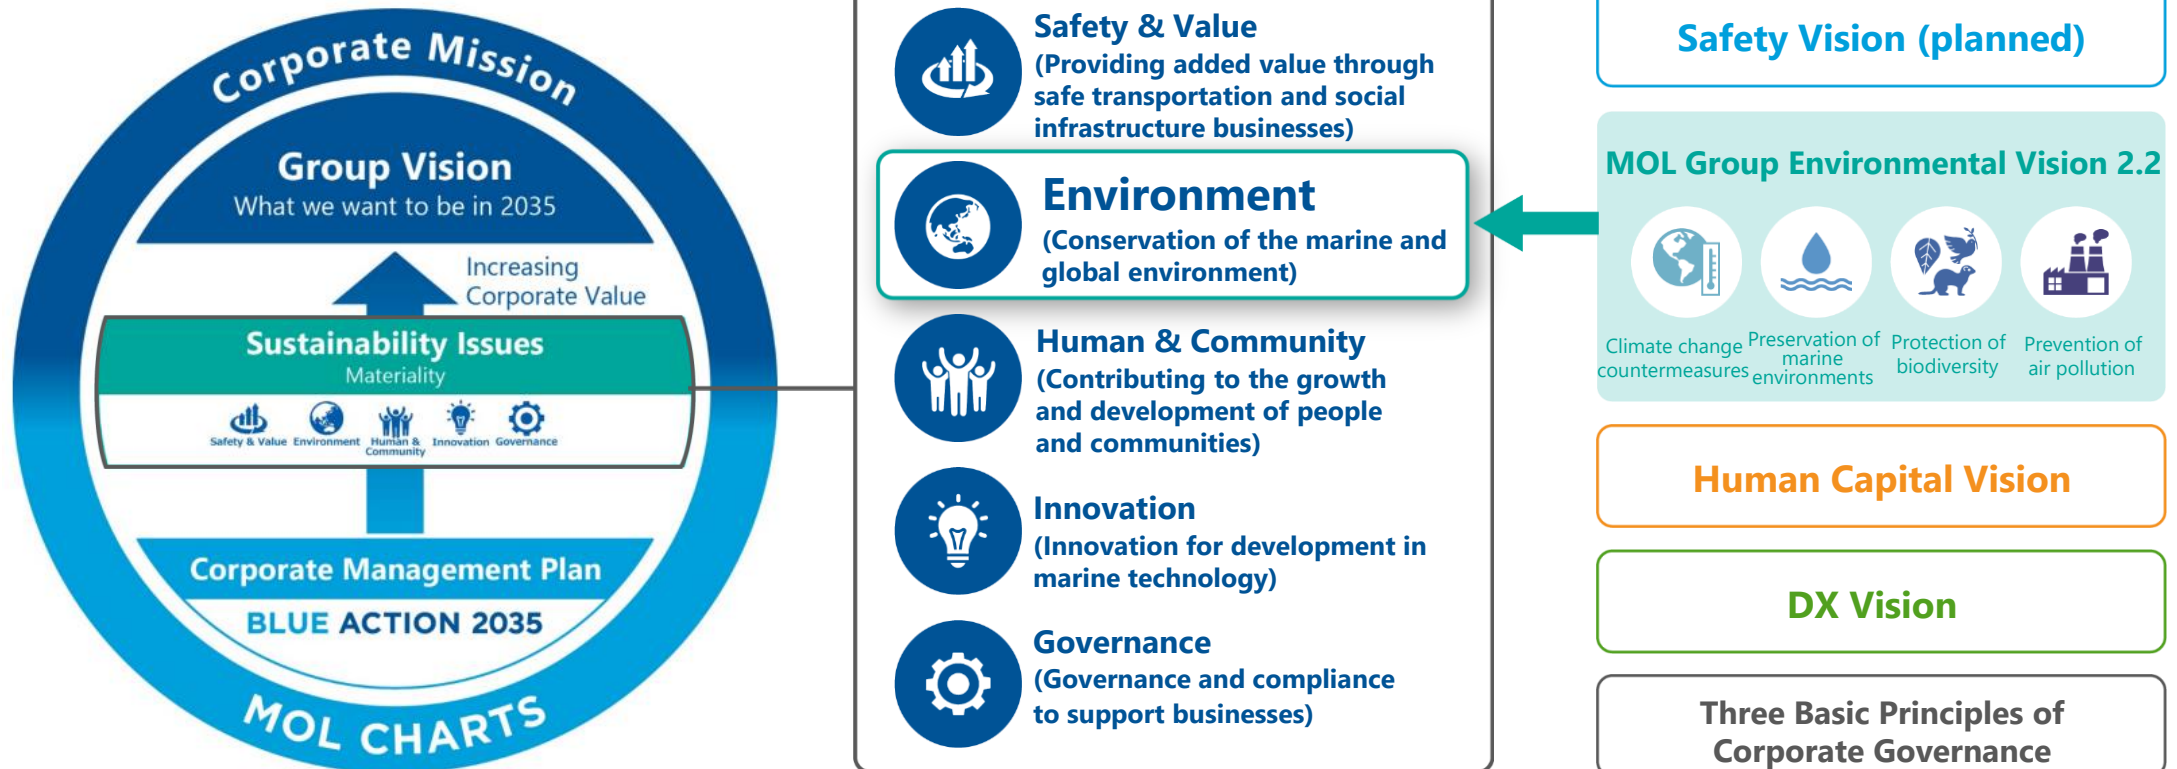 Corporate Mission
Group Vision
What we want to be in 2035
Increasing
Corporate Value
Sustainability Issues
Materiality
Safety & Value
Environment
Human &
Community
Innovation
Governance
Corporate Management Plan
BLUE ACTION 2035
MOL CHARTS
Safety & Value
(Providing added value through
safe transportation and social
infrastructure businesses)
Environment
(Conservation of the marine and
global environment)
Human & Community
(Contributing to the growth
and development of people
and communities)
Innovation
(Innovation for development in
marine technology)
Governance
(Governance and compliance
to support businesses)
Safety Vision (planned)
MOL Group Environmental Vision 2.2
Climate change
countermeasures
Preservation of
marine
environments
Protection of
biodiversity
Prevention of
air pollution
Human Capital Vision
DX Vision
Three Basic Principles of
Corporate Governance